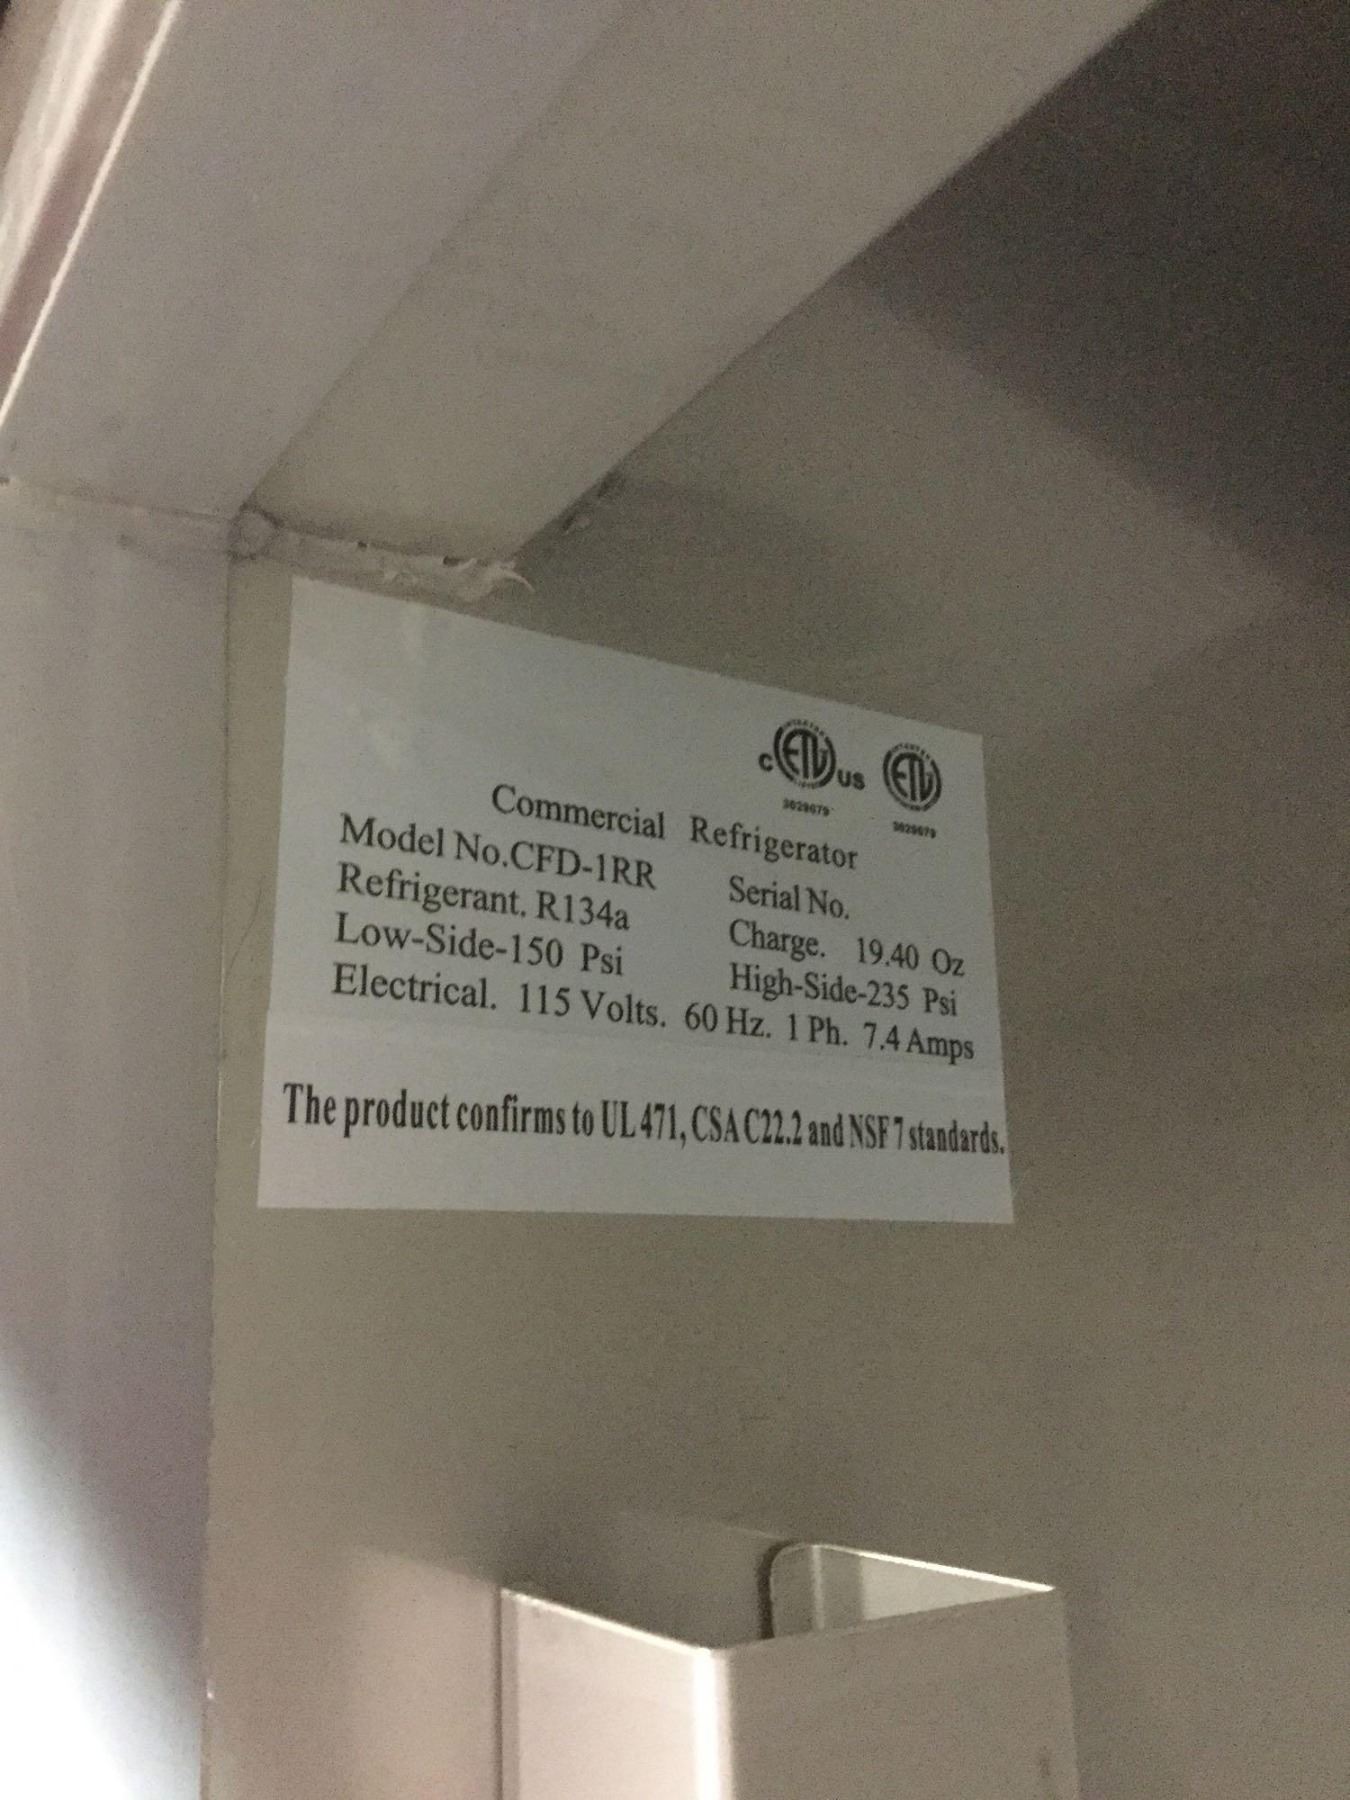 C ETL US ETL
3029679 3029679
Commercial Refrigerator
Model No.CFD-1RR Serial No.
Refrigerant. R134a Charge. 19.40 Oz
Low-Side-150 Psi High-Side-235 Psi
Electrical. 115 Volts. 60 Hz. 1 Ph. 7.4 Amps
The product confirms to UL 471, CSA C22.2 and NSF 7 standards.